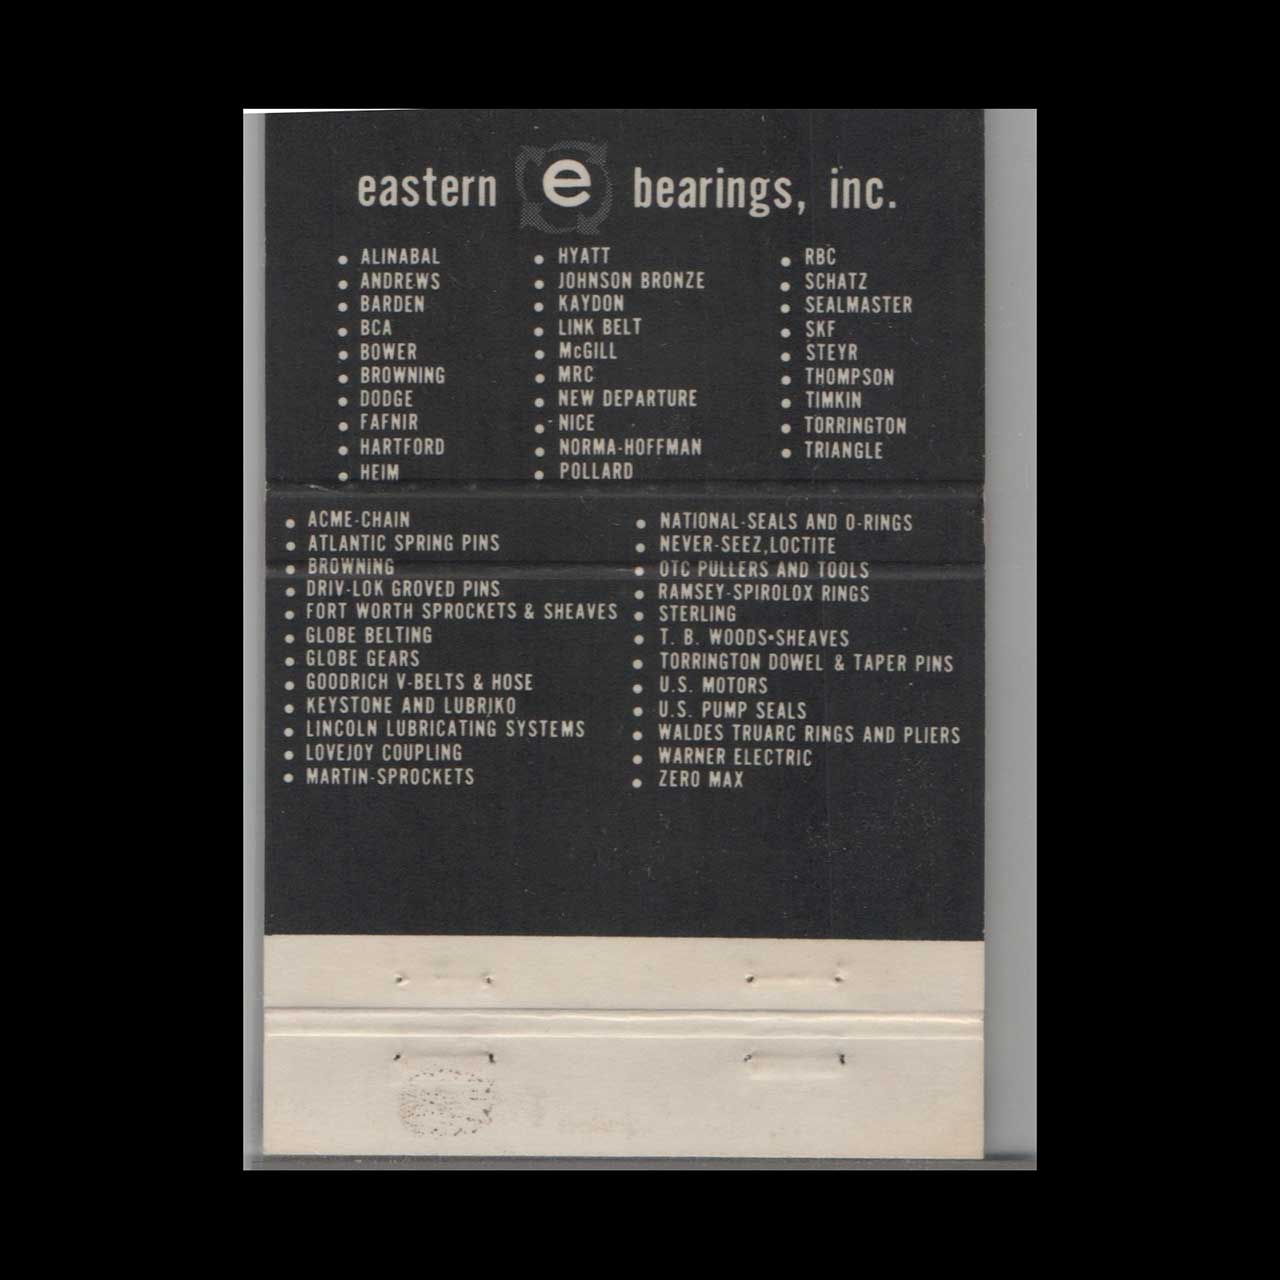 eastern e bearings, inc.
• ALINABAL
• ANDREWS
• BARDEN
• BCA
• BOWER
• BROWNING
• DODGE
• FAFNIR
• HARTFORD
• HEIM
• HYATT
• JOHNSON BRONZE
• KAYDON
• LINK BELT
• McGILL
• MRC
• NEW DEPARTURE
• NICE
• NORMA-HOFFMAN
• POLLARD
• RBC
• SCHATZ
• SEALMASTER
• SKF
• STEYR
• THOMPSON
• TIMKIN
• TORRINGTON
• TRIANGLE
• ACME-CHAIN
• ATLANTIC SPRING PINS
• BROWNING
• DRIV-LOK GROVED PINS
• FORT WORTH SPROCKETS & SHEAVES
• GLOBE BELTING
• GLOBE GEARS
• GOODRICH V-BELTS & HOSE
• KEYSTONE AND LUBRIKO
• LINCOLN LUBRICATING SYSTEMS
• LOVEJOY COUPLING
• MARTIN-SPROCKETS
• NATIONAL-SEALS AND O-RINGS
• NEVER-SEEZ,LOCTITE
• OTC PULLERS AND TOOLS
• RAMSEY-SPIROLOX RINGS
• STERLING
• T. B. WOODS•SHEAVES
• TORRINGTON DOWEL & TAPER PINS
• U.S. MOTORS
• U.S. PUMP SEALS
• WALDES TRUARC RINGS AND PLIERS
• WARNER ELECTRIC
• ZERO MAX